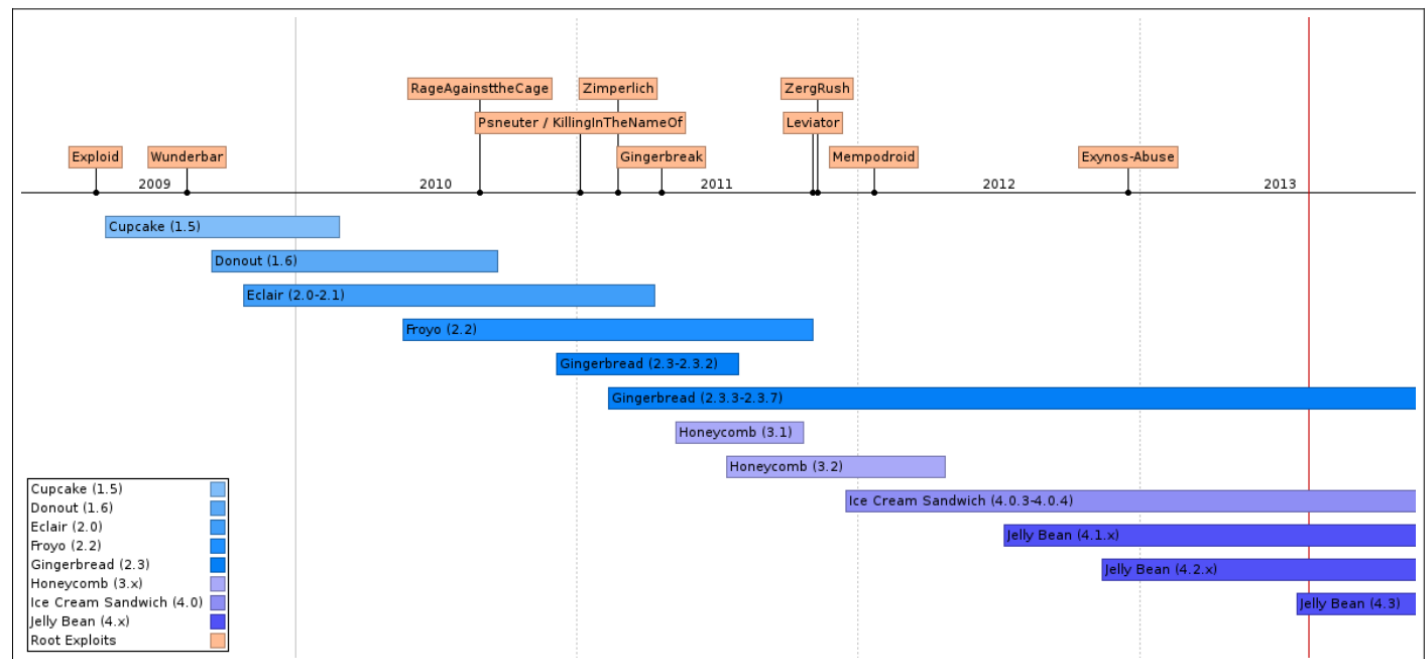 RageAgainsttheCage
Zimperlich
ZergRush
Psneuter / KillingInTheNameOf
Leviator
Exploid
Wunderbar
Gingerbreak
Mempodroid
Exynos-Abuse
2009
2010
2011
2012
2013
Cupcake (1.5)
Donout (1.6)
Eclair (2.0-2.1)
Froyo (2.2)
Gingerbread (2.3-2.3.2)
Gingerbread (2.3.3-2.3.7)
Honeycomb (3.1)
Honeycomb (3.2)
Ice Cream Sandwich (4.0.3-4.0.4)
Jelly Bean (4.1.x)
Jelly Bean (4.2.x)
Jelly Bean (4.3)
Cupcake (1.5)
Donout (1.6)
Eclair (2.0)
Froyo (2.2)
Gingerbread (2.3)
Honeycomb (3.x)
Ice Cream Sandwich (4.0)
Jelly Bean (4.x)
Root Exploits